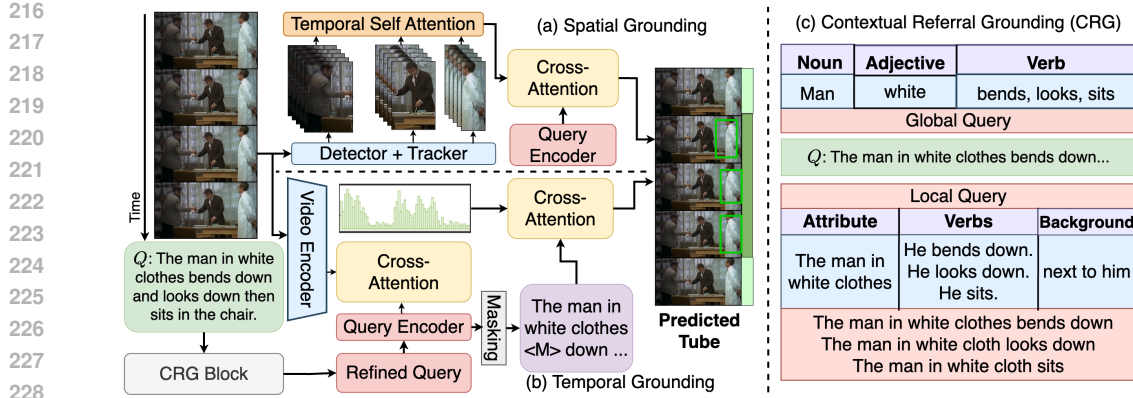 216
217
218
219
220
221
222
223
224
225
226
227
228
Time
Q: The man in white
clothes bends down
and looks down then
sits in the chair.
CRG Block
Temporal Self Attention
(a) Spatial Grounding
Detector + Tracker
Cross-
Attention
Query
Encoder
Video Encoder
Cross-
Attention
Query Encoder
Refined Query
Masking
Cross-
Attention
The man in
white clothes
<M> down ...
(b) Temporal Grounding
Predicted
Tube
(c) Contextual Referral Grounding (CRG)
Noun Adjective Verb
Man white bends, looks, sits
Global Query
Q: The man in white clothes bends down...
Local Query
Attribute Verbs Background
The man in
white clothes
He bends down.
He looks down.
He sits.
next to him
The man in white clothes bends down
The man in white cloth looks down
The man in white cloth sits